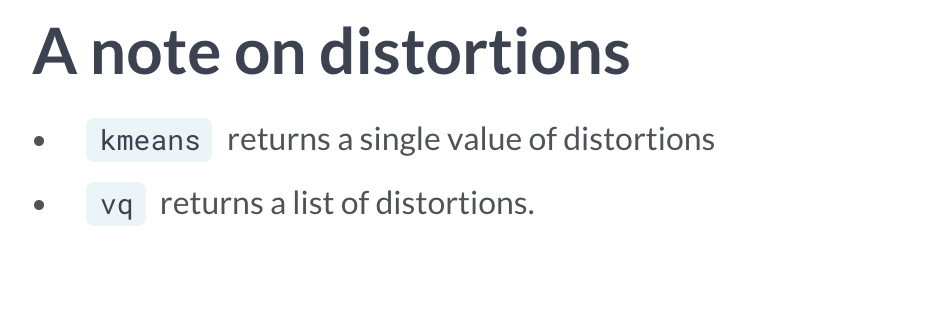 A note on distortions
• kmeans returns a single value of distortions
• vq returns a list of distortions.